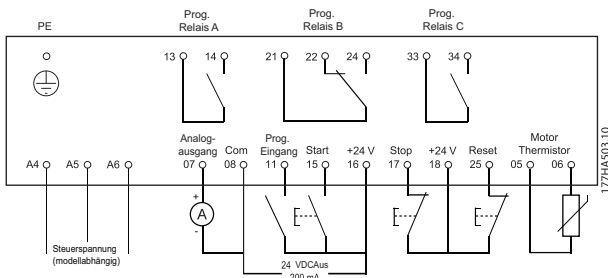 PE
Prog.
Relais A
Prog.
Relais B
Prog.
Relais C
13 14 21 22 24 33 34
Analog-
ausgang
Com
Prog.
Eingang
Start
+24 V
Stop
+24 V
Reset
Motor
Thermistor
A4 A5 A6 07 08 11 15 16 17 18 25 05 06
+
A
-
Steuerspannung
(modellabhängig)
24 VDCAus
200 mA
177HA503.10